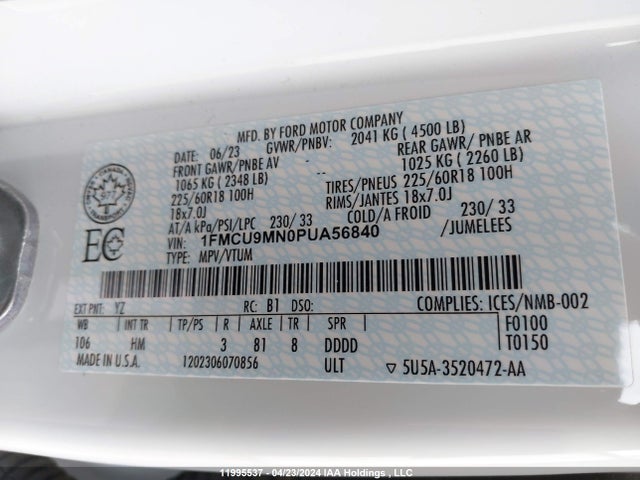 MFD. BY FORD MOTOR COMPANY
DATE: 06/23 GVWR/PNBV: 2041 KG ( 4500 LB)
FRONT GAWR/PNBE AV -- REAR GAWR/ PNBE AR
1065 KG ( 2348 LB) 1025 KG ( 2260 LB)
225/60R18 100H TIRES/PNEUS 225/60R18 100H
18x7.0J RIMS/JANTES 18x7.0J
AT/A kPa/PSI/LPC 230/ 33 COLD/A FROID 230/ 33
VIN: 1FMCU9MN0PUA56840 /JUMELEES
TYPE: MPV/VTUM
EC
EXT PNT: YZ RC: B1 DSO: COMPLIES: ICES/NMB-002
WB INT TR TP/PS R AXLE TR SPR F0100
106 HM 3 81 8 DDDD T0150
MADE IN U.S.A. 1202306070856 ULT ▽ 5U5A-3520472-AA
11995537 - 04/23/2024 IAA Holdings , LLC